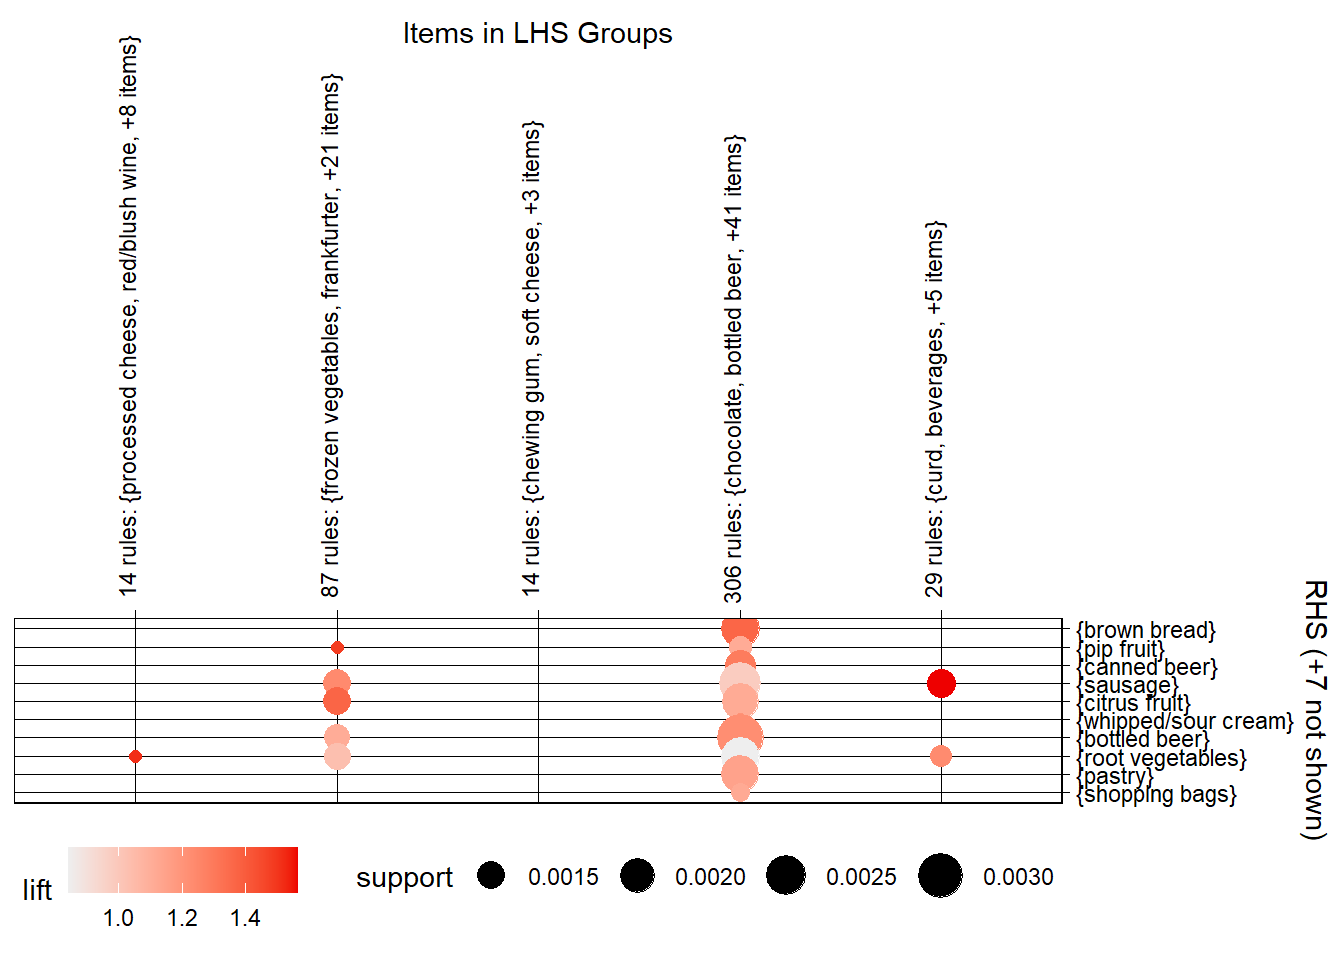 Items in LHS Groups
14 rules: {processed cheese, red/blush wine, +8 items}
87 rules: {frozen vegetables, frankfurter, +21 items}
14 rules: {chewing gum, soft cheese, +3 items}
306 rules: {chocolate, bottled beer, +41 items}
29 rules: {curd, beverages, +5 items}
{brown bread}
{pip fruit}
{canned beer}
{sausage}
{citrus fruit}
{whipped/sour cream}
{bottled beer}
{root vegetables}
{pastry}
{shopping bags}
RHS (+7 not shown)
lift
1.0 1.2 1.4
support 0.0015 0.0020 0.0025 0.0030